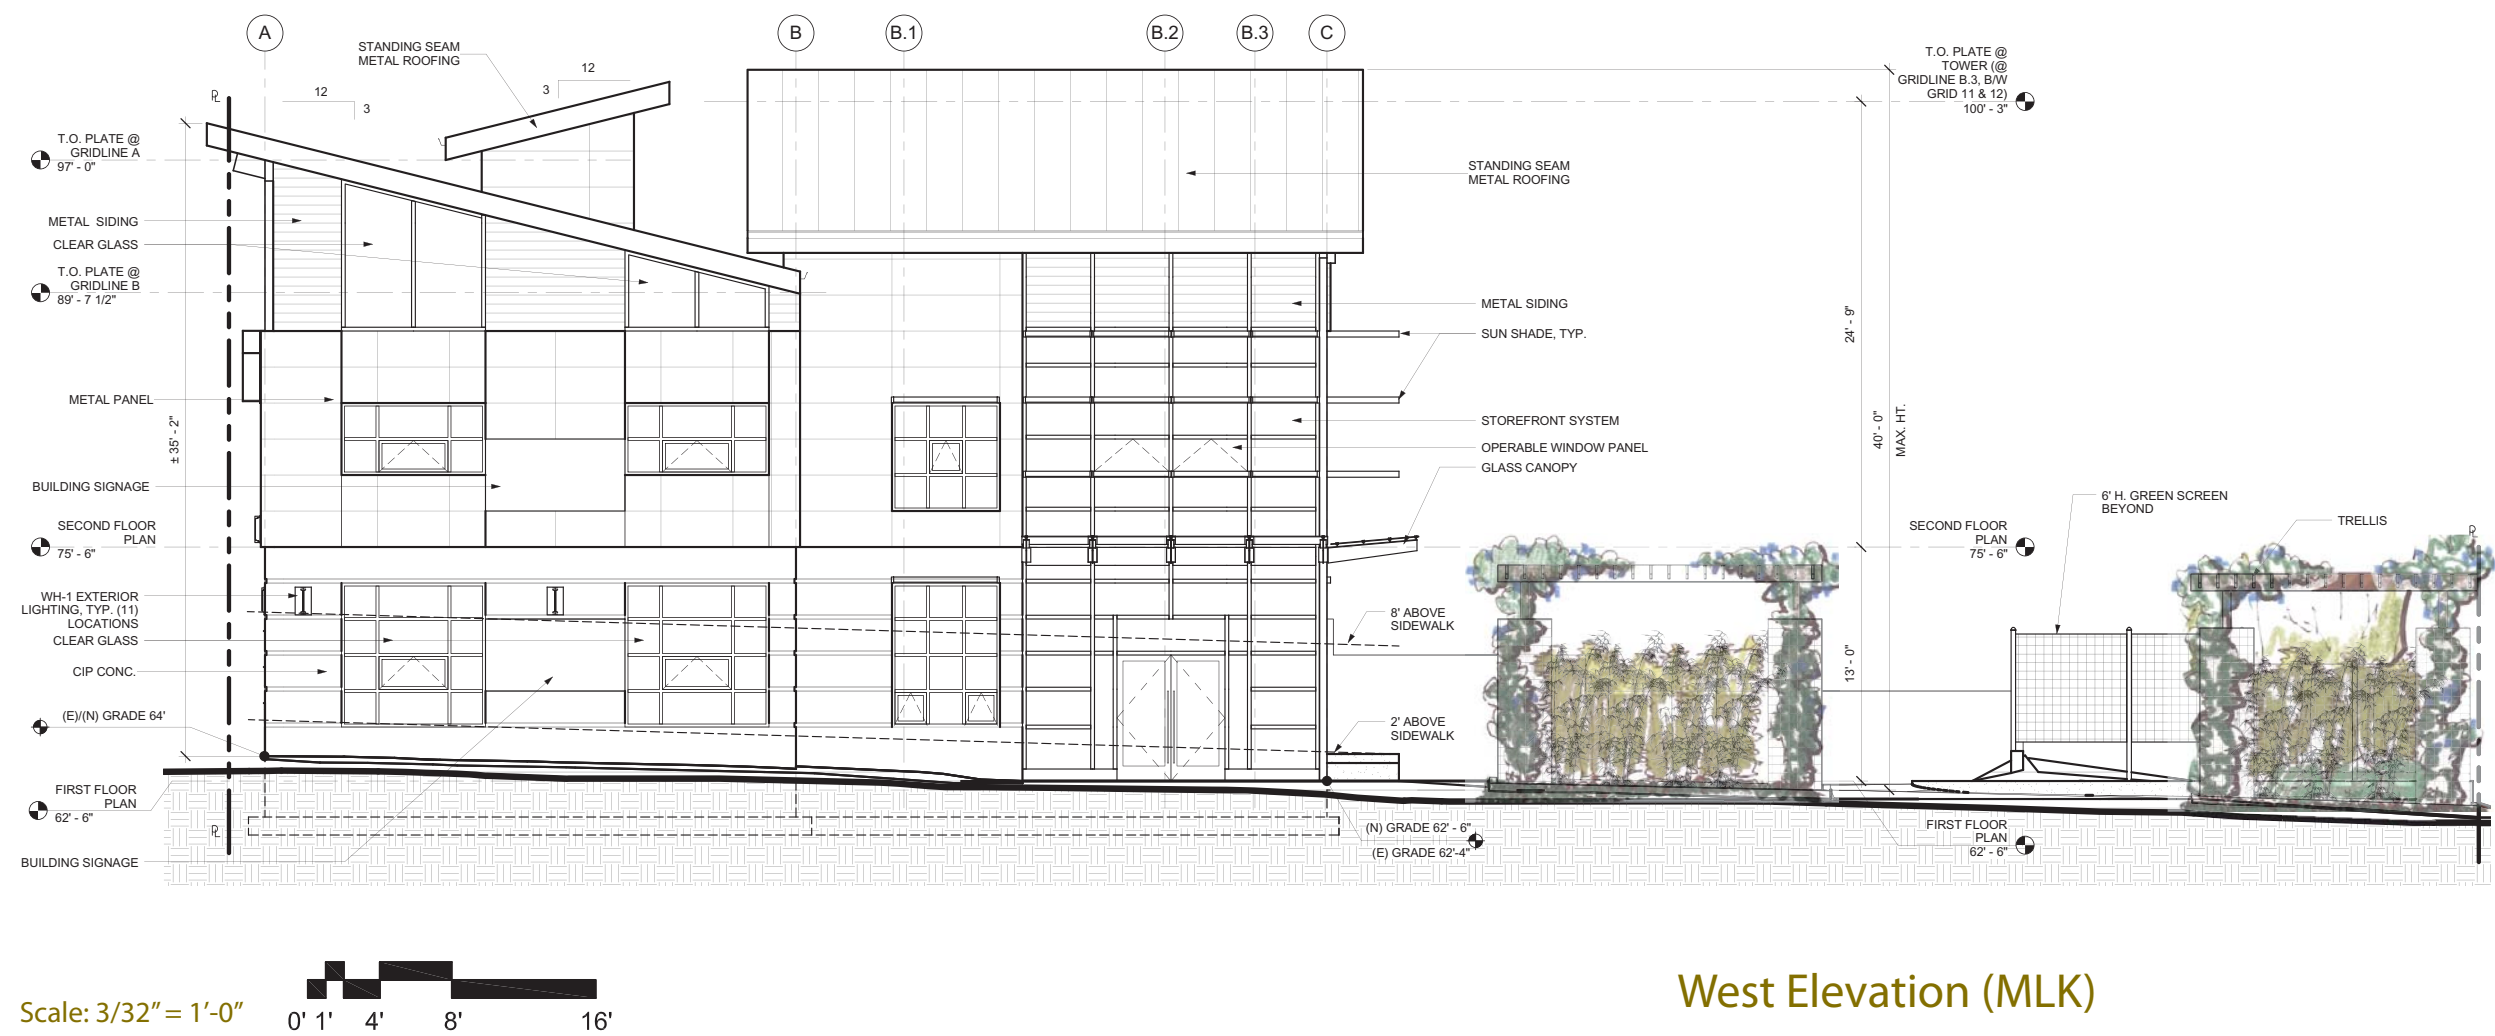 A
B
B.1
B.2
B.3
C
STANDING SEAM
METAL ROOFING
12
3
12
3
PL
T.O. PLATE @
TOWER (@
GRIDLINE B.3, B/W
GRID 11 & 12)
100' - 3"
T.O. PLATE @
GRIDLINE A
97' - 0"
STANDING SEAM
METAL ROOFING
METAL SIDING
CLEAR GLASS
T.O. PLATE @
GRIDLINE B
89' - 7 1/2"
METAL SIDING
SUN SHADE, TYP.
24' - 9"
METAL PANEL
± 35' - 2"
STOREFRONT SYSTEM
40' - 0"
MAX. HT.
OPERABLE WINDOW PANEL
GLASS CANOPY
BUILDING SIGNAGE
6' H. GREEN SCREEN
BEYOND
TRELLIS
PL
SECOND FLOOR
PLAN
75' - 6"
SECOND FLOOR
PLAN
75' - 6"
WH-1 EXTERIOR
LIGHTING, TYP. (11)
LOCATIONS
CLEAR GLASS
8' ABOVE
SIDEWALK
CIP CONC.
13' - 0"
(E)/(N) GRADE 64'
2' ABOVE
SIDEWALK
FIRST FLOOR
PLAN
62' - 6"
PL
(N) GRADE 62' - 6"
(E) GRADE 62'-4"
FIRST FLOOR
PLAN
62' - 6"
BUILDING SIGNAGE
West Elevation (MLK)
Scale: 3/32" = 1'-0"
0' 1' 4' 8' 16'